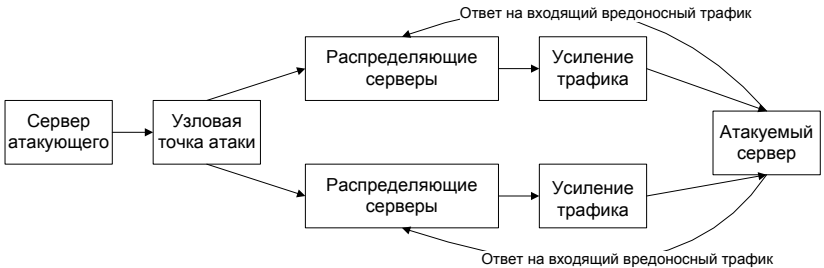 Ответ на входящий вредоносный трафик
Распределяющие
серверы
Усиление
трафика
Сервер
атакующего
Узловая
точка атаки
Атакуемый
сервер
Распределяющие
серверы
Усиление
трафика
Ответ на входящий вредоносный трафик